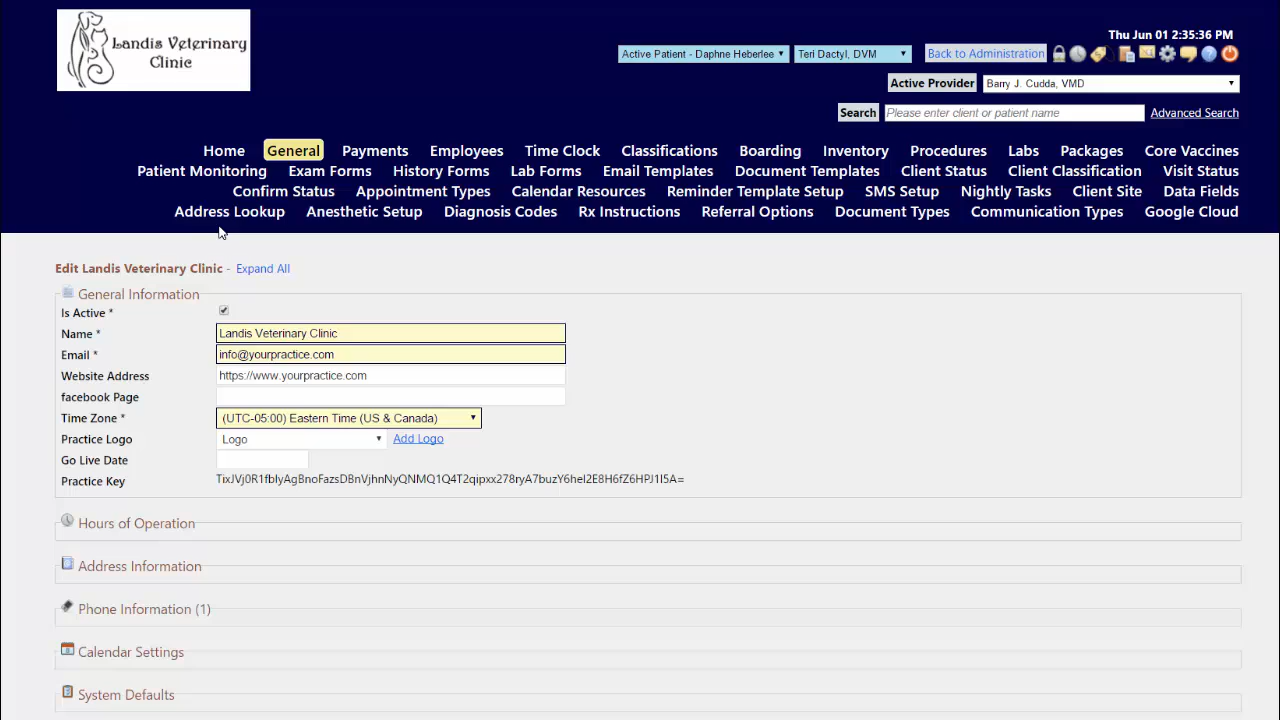 Landis Veterinary
Clinic
Thu Jun 01 2:35:36 PM
Active Patient - Daphne Heberlee Teri Dactyl, DVM Back to Administration
Active Provider Barry J. Cudda, VMD
Search Please enter client or patient name Advanced Search
Home General Payments Employees Time Clock Classifications Boarding Inventory Procedures Labs Packages Core Vaccines
Patient Monitoring Exam Forms History Forms Lab Forms Email Templates Document Templates Client Status Client Classification Visit Status
Confirm Status Appointment Types Calendar Resources Reminder Template Setup SMS Setup Nightly Tasks Client Site Data Fields
Address Lookup Anesthetic Setup Diagnosis Codes Rx Instructions Referral Options Document Types Communication Types Google Cloud
Edit Landis Veterinary Clinic - Expand All
General Information
Is Active *
Name * Landis Veterinary Clinic
Email * info@yourpractice.com
Website Address https://www.yourpractice.com
facebook Page
Time Zone * (UTC-05:00) Eastern Time (US & Canada)
Practice Logo Logo Add Logo
Go Live Date
Practice Key TixJVj0R1fbIyAgBnoFazsDBnVjhnNyQNMQ1Q4T2qipxx278ryA7buzY6heI2E8H6fZ6HPJ1I5A=
Hours of Operation
Address Information
Phone Information (1)
Calendar Settings
System Defaults